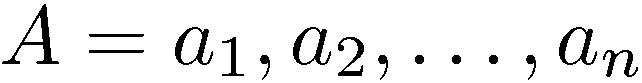 A = a₁, a₂, . . . , aₙ